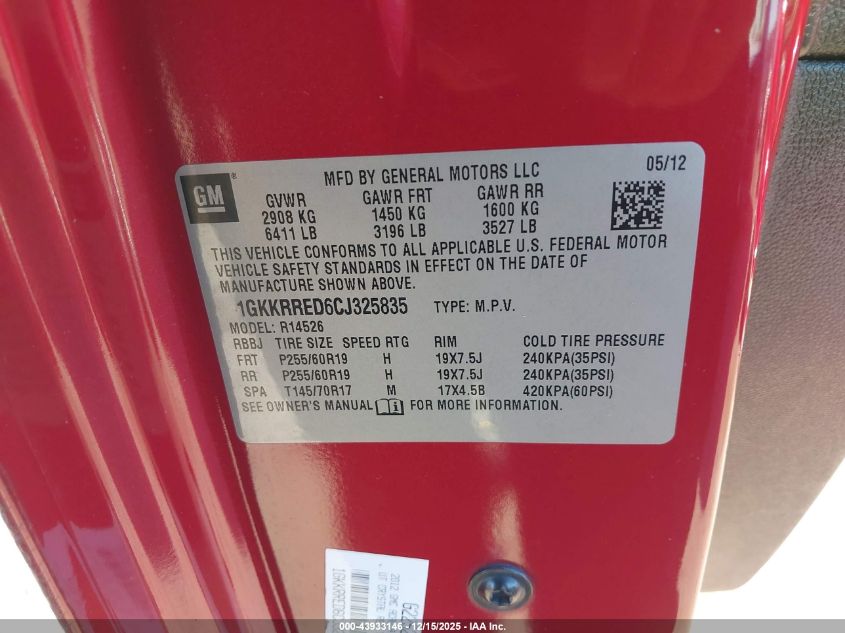 GM®
MFD BY GENERAL MOTORS LLC 05/12
GVWR GAWR FRT GAWR RR
2908 KG 1450 KG 1600 KG
6411 LB 3196 LB 3527 LB
THIS VEHICLE CONFORMS TO ALL APPLICABLE U.S. FEDERAL MOTOR
VEHICLE SAFETY STANDARDS IN EFFECT ON THE DATE OF
MANUFACTURE SHOWN ABOVE.
1GKKRRED6CJ325835 TYPE: M.P.V.
MODEL: R14526
RBBJ TIRE SIZE SPEED RTG RIM COLD TIRE PRESSURE
FRT P255/60R19 H 19X7.5J 240KPA(35PSI)
RR P255/60R19 H 19X7.5J 240KPA(35PSI)
SPA T145/70R17 M 17X4.5B 420KPA(60PSI)
SEE OWNER'S MANUAL FOR MORE INFORMATION.
2012 GMC
CRYSTAL
1GKKRRED6
000-43933146 - 12/15/2025 - IAA Inc.